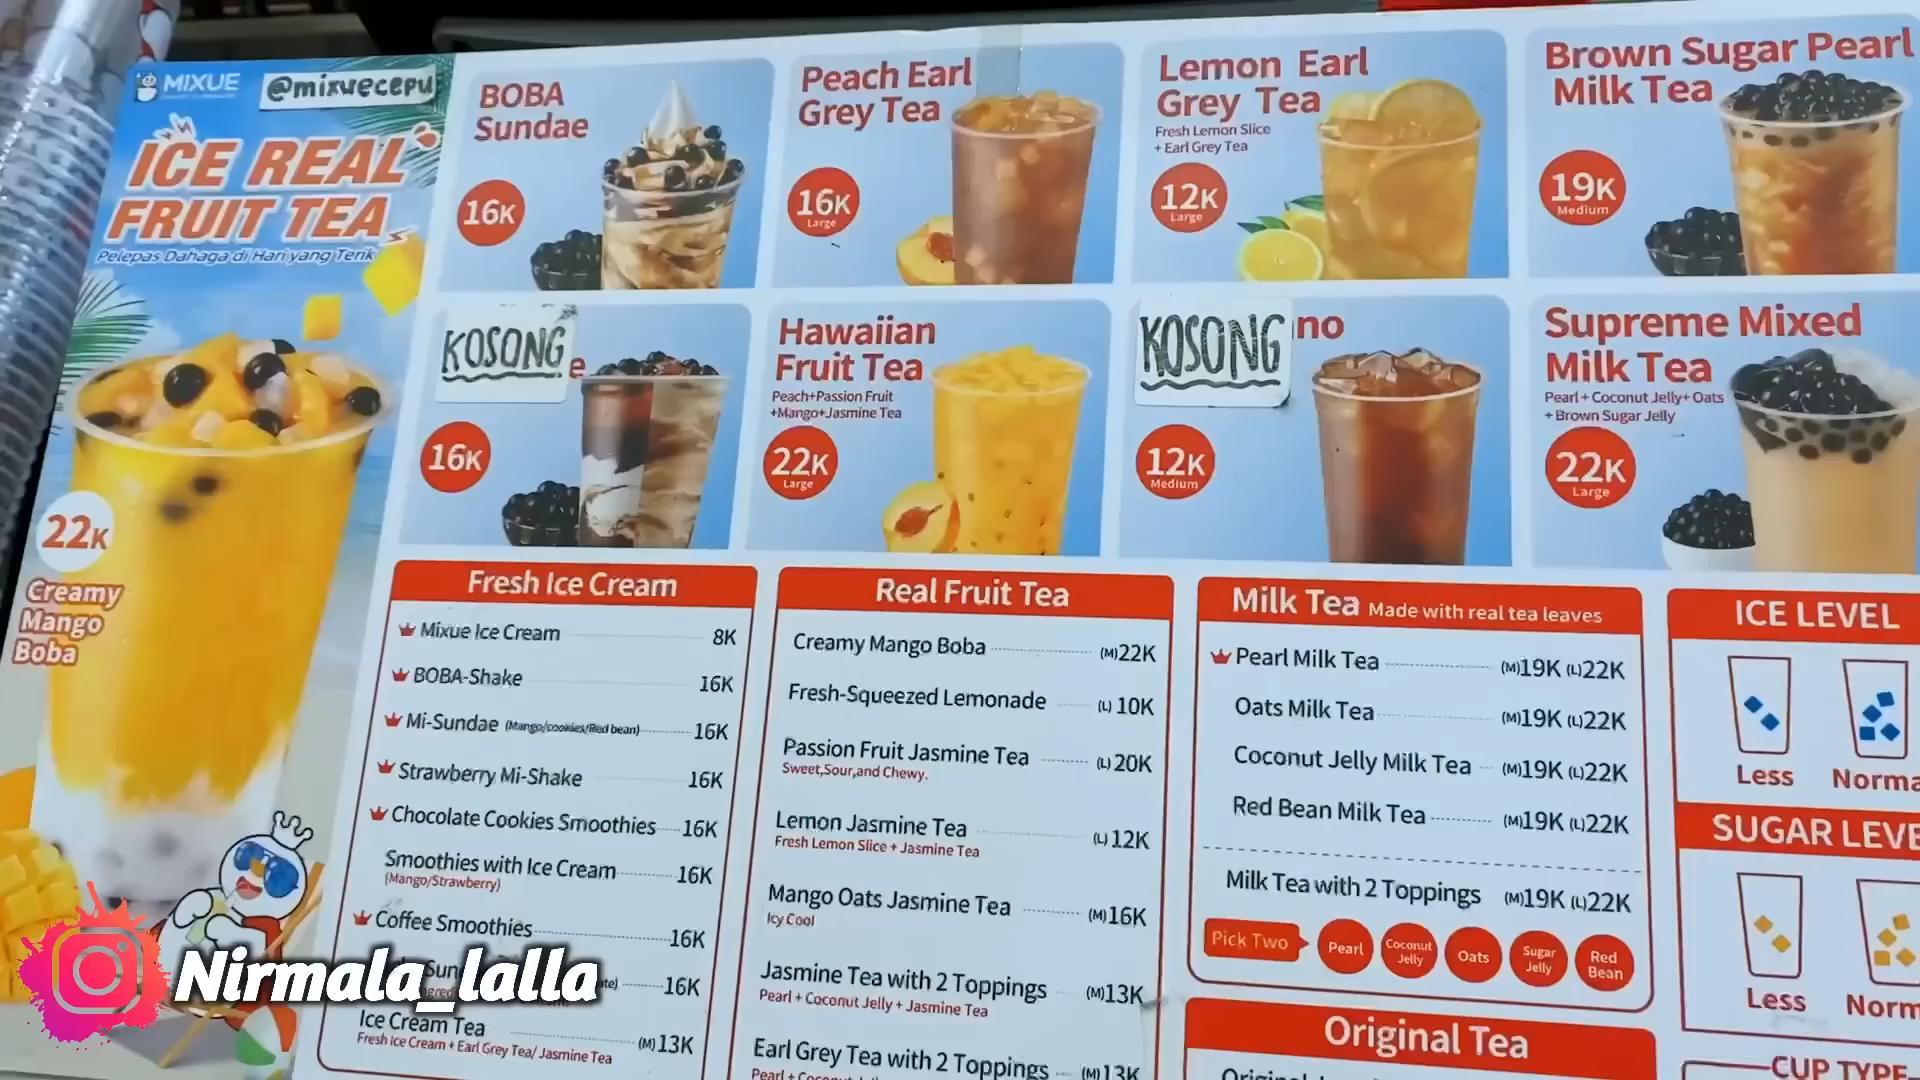 MIXUE
@mixuecepu
ICE REAL
FRUIT TEA
Pelepas Dahaga di Hari yang Terik
22K
Creamy
Mango
Boba
BOBA
Sundae
16K
Peach Earl
Grey Tea
16K
Large
Lemon Earl
Grey Tea
Fresh Lemon Slice
+ Earl Grey Tea
12K
Large
Brown Sugar Pearl
Milk Tea
19K
Medium
KOSONG
e
16K
Hawaiian
Fruit Tea
Peach+Passion Fruit
+Mango+Jasmine Tea
22K
Large
KOSONG
no
12K
Medium
Supreme Mixed
Milk Tea
Pearl + Coconut Jelly+ Oats
+ Brown Sugar Jelly
22K
Large
Fresh Ice Cream
Mixue Ice Cream 8K
BOBA-Shake 16K
Mi-Sundae (Mango/cookies/Red bean) 16K
Strawberry Mi-Shake 16K
Chocolate Cookies Smoothies 16K
Smoothies with Ice Cream 16K
(Mango/Strawberry)
Coffee Smoothies 16K
16K
Ice Cream Tea (M)13K
Fresh Ice Cream + Earl Grey Tea/ Jasmine Tea
Real Fruit Tea
Creamy Mango Boba (M)22K
Fresh-Squeezed Lemonade (L) 10K
Passion Fruit Jasmine Tea (L) 20K
Sweet,Sour,and Chewy.
Lemon Jasmine Tea (L) 12K
Fresh Lemon Slice + Jasmine Tea
Mango Oats Jasmine Tea (M)16K
Icy Cool
Jasmine Tea with 2 Toppings (M)13K
Pearl + Coconut Jelly + Jasmine Tea
Earl Grey Tea with 2 Toppings (M)13K
Milk Tea Made with real tea leaves
Pearl Milk Tea (M)19K (L)22K
Oats Milk Tea (M)19K (L)22K
Coconut Jelly Milk Tea (M)19K (L)22K
Red Bean Milk Tea (M)19K (L)22K
Milk Tea with 2 Toppings (M)19K (L)22K
Pick Two
Pearl
Coconut
Jelly
Oats
Sugar
Jelly
Red
Bean
Original Tea
ICE LEVEL
Less Norma
SUGAR LEVE
Less Norm
CUP TYPE
Nirmala_lalla